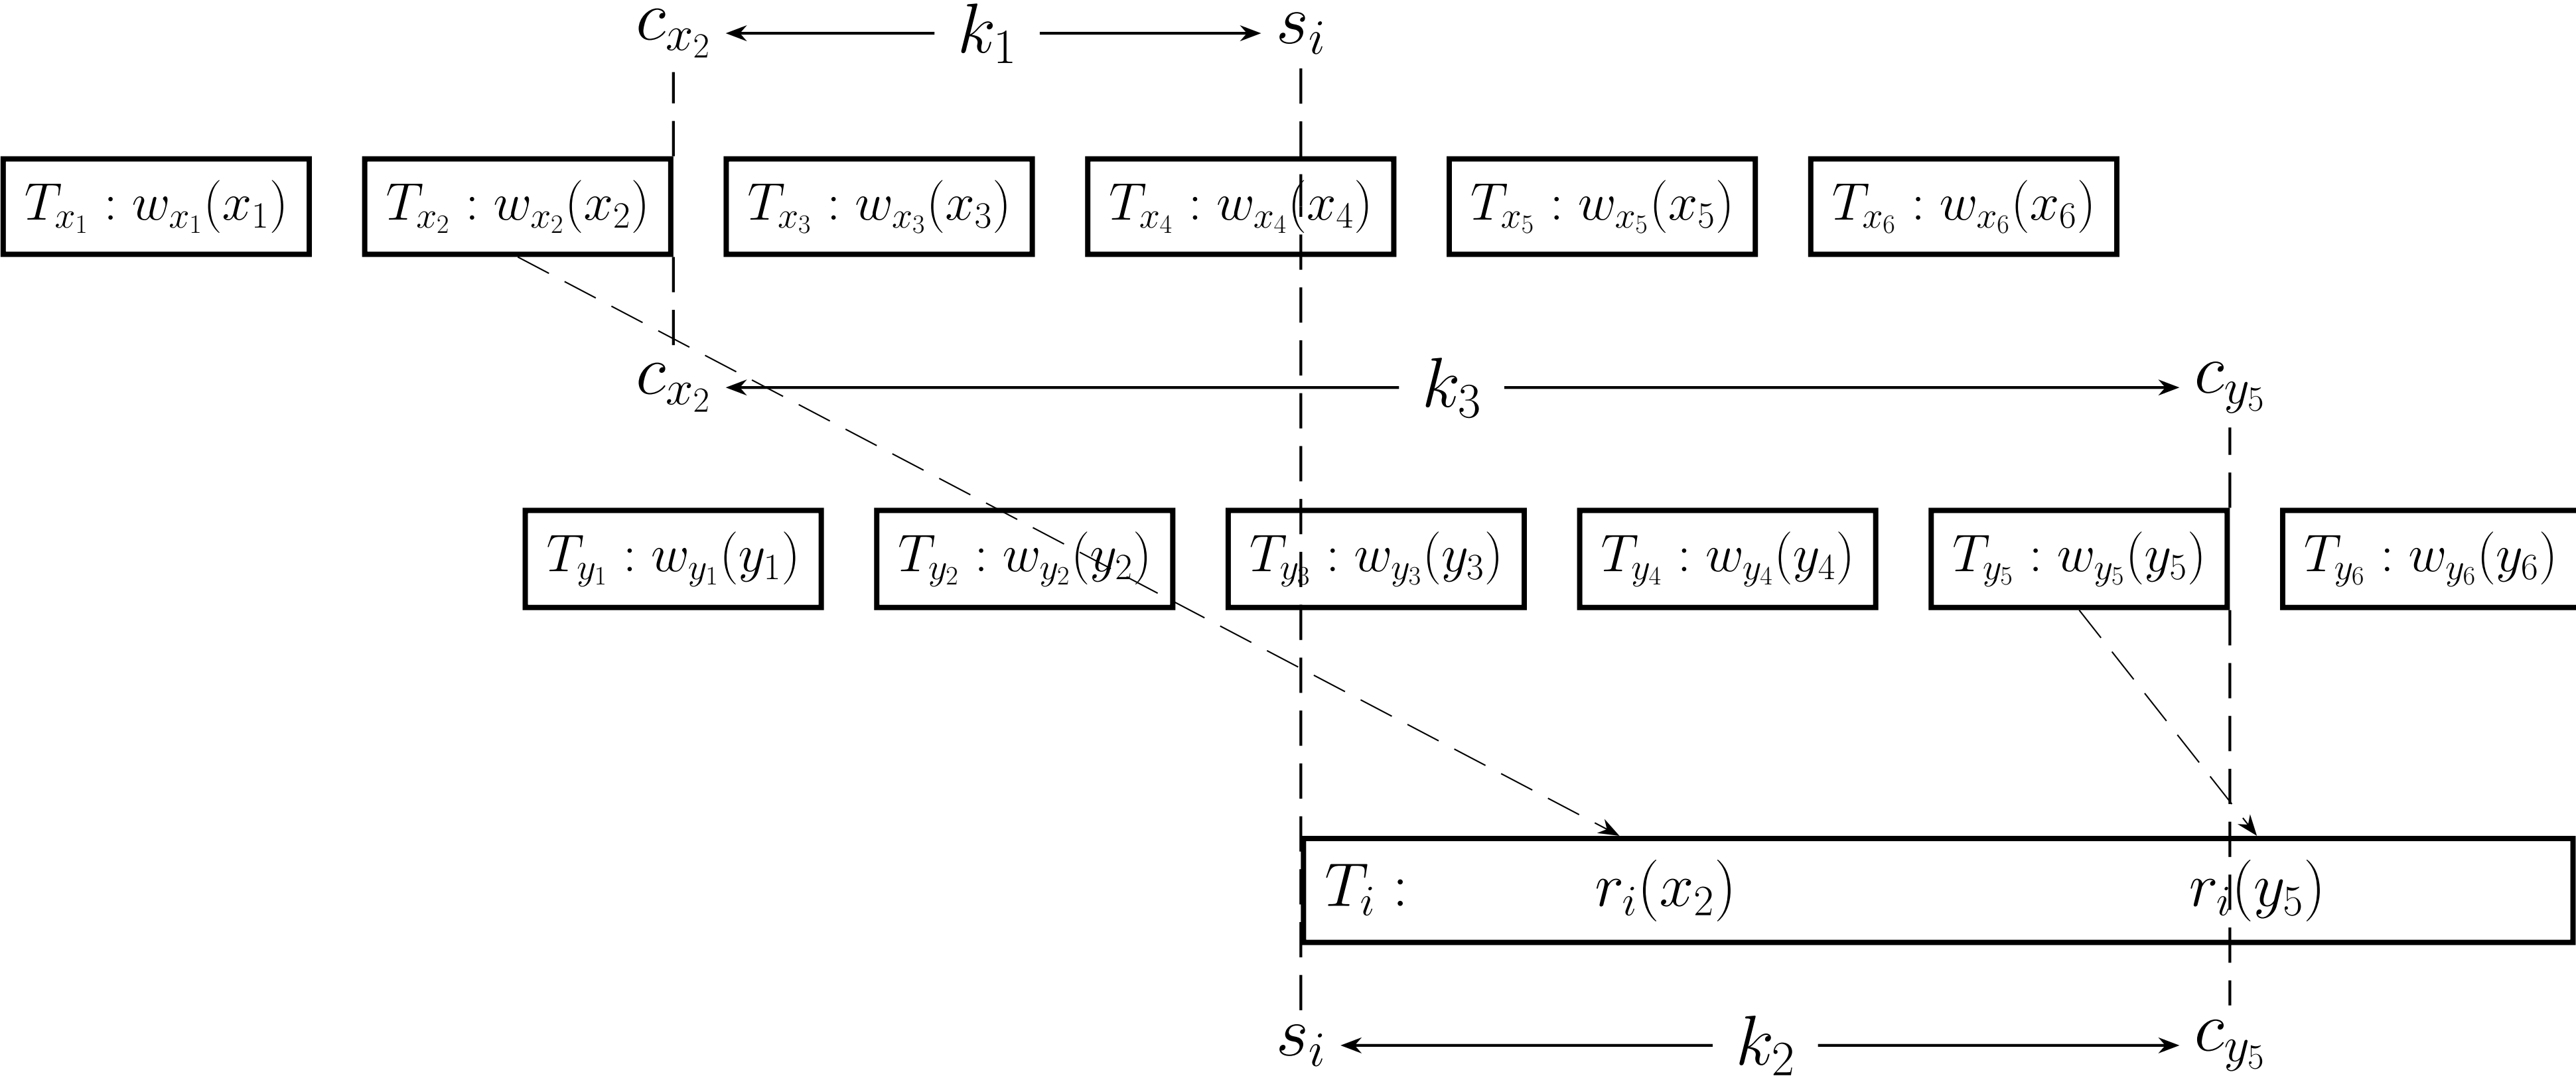 c_{x_2} k_1 s_i
T_{x_1} : w_{x_1}(x_1) T_{x_2} : w_{x_2}(x_2) T_{x_3} : w_{x_3}(x_3) T_{x_4} : w_{x_4}(x_4) T_{x_5} : w_{x_5}(x_5) T_{x_6} : w_{x_6}(x_6)
c_{x_2} k_3 c_{y_5}
T_{y_1} : w_{y_1}(y_1) T_{y_2} : w_{y_2}(y_2) T_{y_3} : w_{y_3}(y_3) T_{y_4} : w_{y_4}(y_4) T_{y_5} : w_{y_5}(y_5) T_{y_6} : w_{y_6}(y_6)
T_i : r_i(x_2) r_i(y_5)
s_i k_2 c_{y_5}